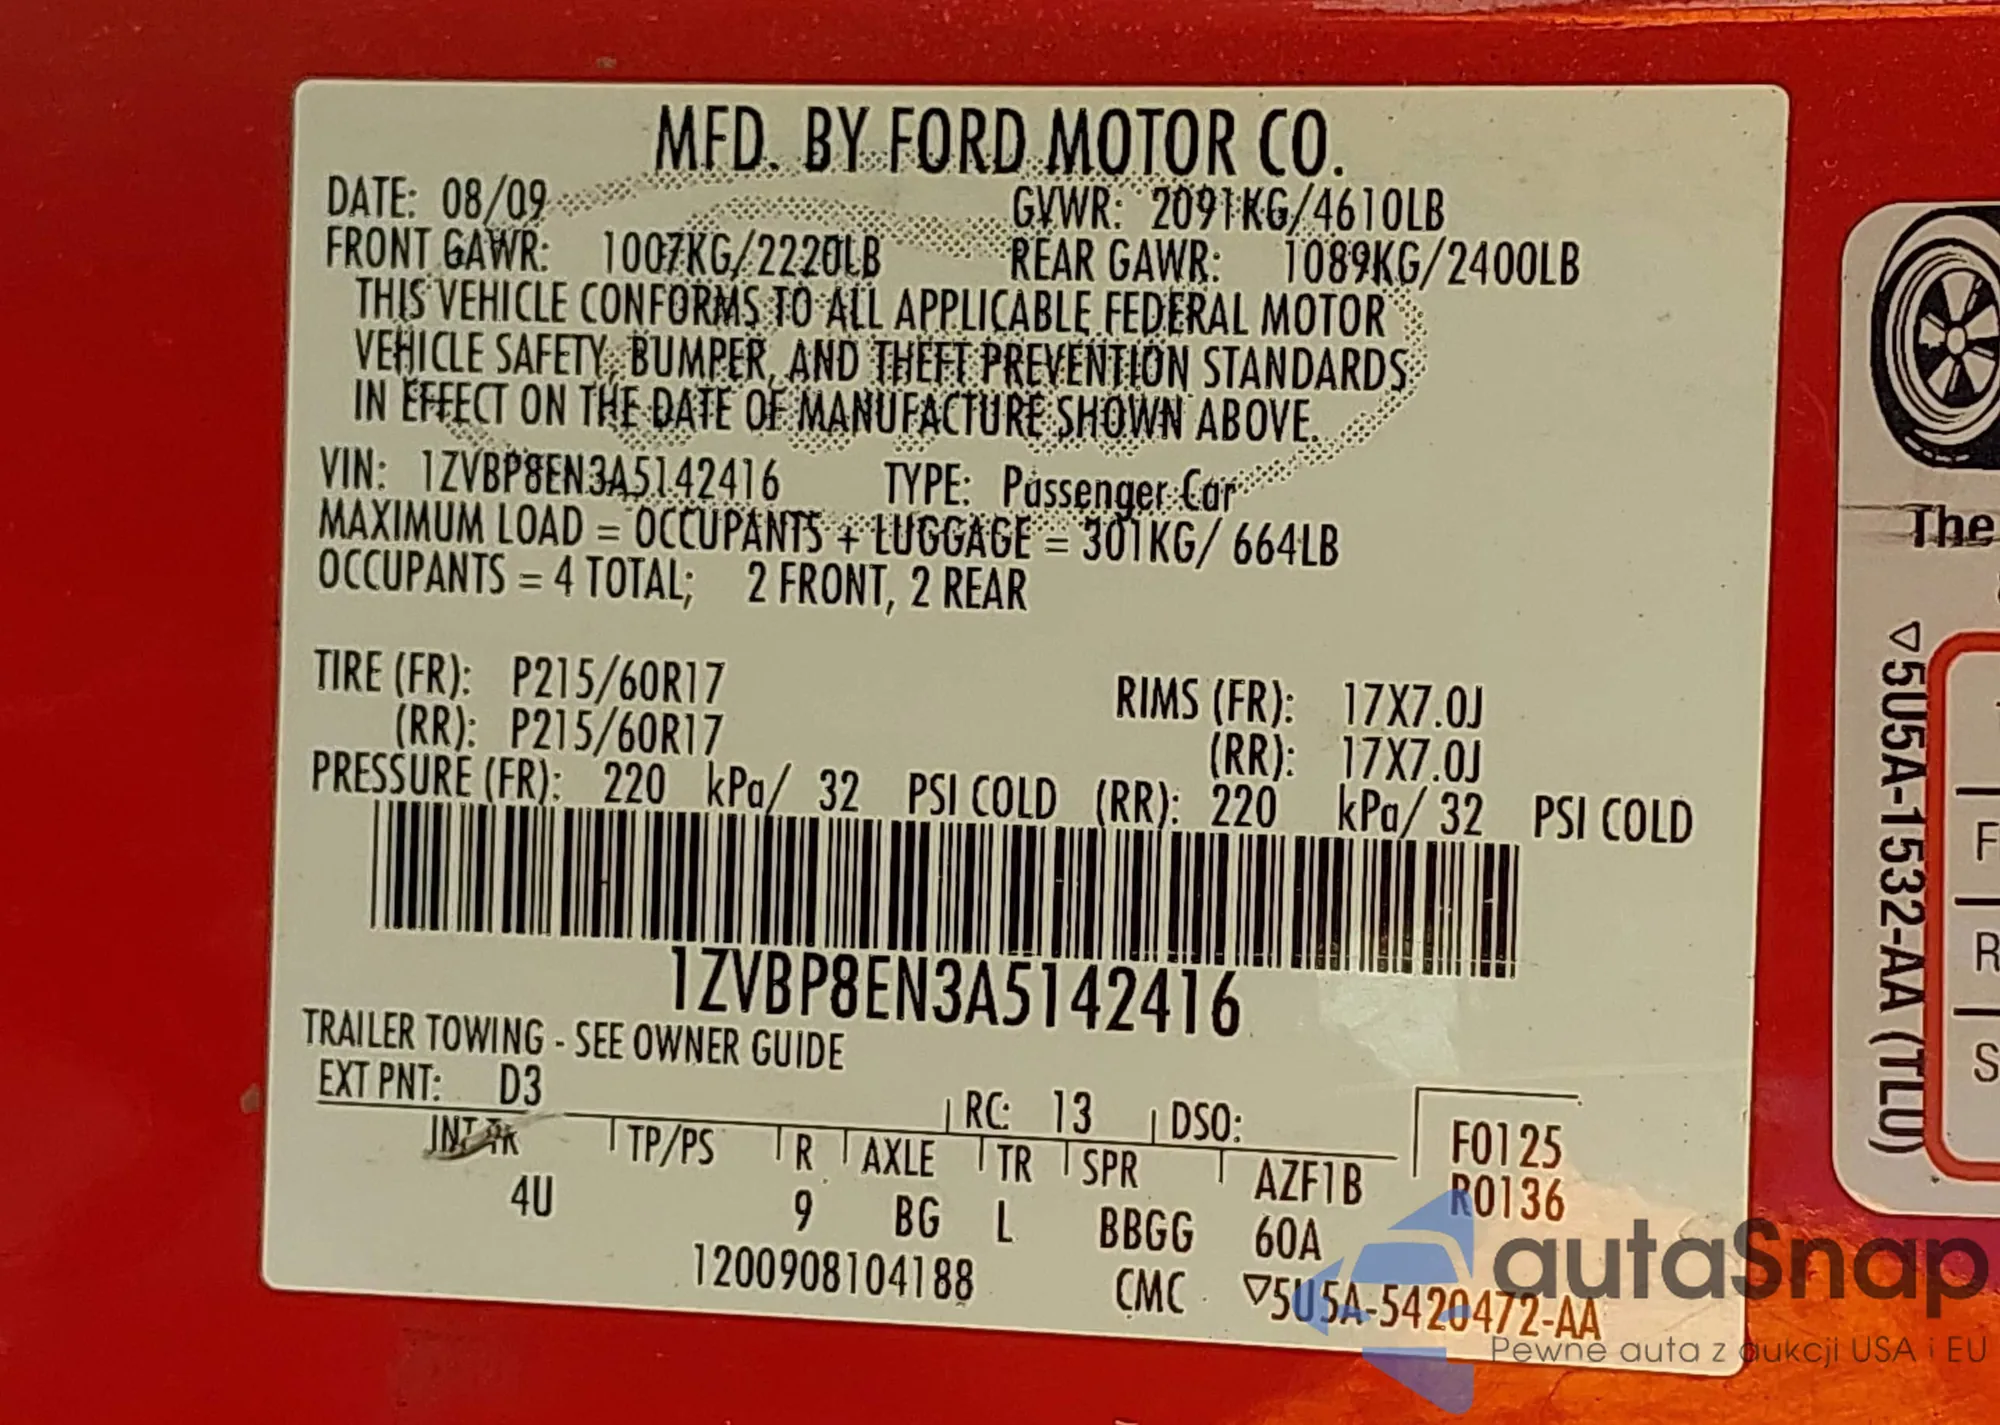 MFD. BY FORD MOTOR CO.
DATE: 08/09 GVWR: 2091KG/4610LB
FRONT GAWR: 1007KG/2220LB REAR GAWR: 1089KG/2400LB
THIS VEHICLE CONFORMS TO ALL APPLICABLE FEDERAL MOTOR
VEHICLE SAFETY, BUMPER, AND THEFT PREVENTION STANDARDS
IN EFFECT ON THE DATE OF MANUFACTURE SHOWN ABOVE.
VIN: 1ZVBP8EN3A5142416 TYPE: Passenger Car
MAXIMUM LOAD = OCCUPANTS + LUGGAGE = 301KG/ 664LB
OCCUPANTS = 4 TOTAL; 2 FRONT, 2 REAR
TIRE (FR): P215/60R17 RIMS (FR): 17X7.0J
(RR): P215/60R17 (RR): 17X7.0J
PRESSURE (FR): 220 kPa/ 32 PSI COLD (RR): 220 kPa/ 32 PSI COLD
1ZVBP8EN3A5142416
TRAILER TOWING - SEE OWNER GUIDE
EXT PNT: D3 RC: 13 DSO: F0125
INT TR TP/PS R AXLE TR SPR AZF1B R0136
4U 9 BG L BBGG 60A
1200908104188 CMC ▽5U5A-5420472-AA
The
▽5U5A-1532-AA (TLU)
F
R
S
autaSnap
Pewne auta z aukcji USA i EU